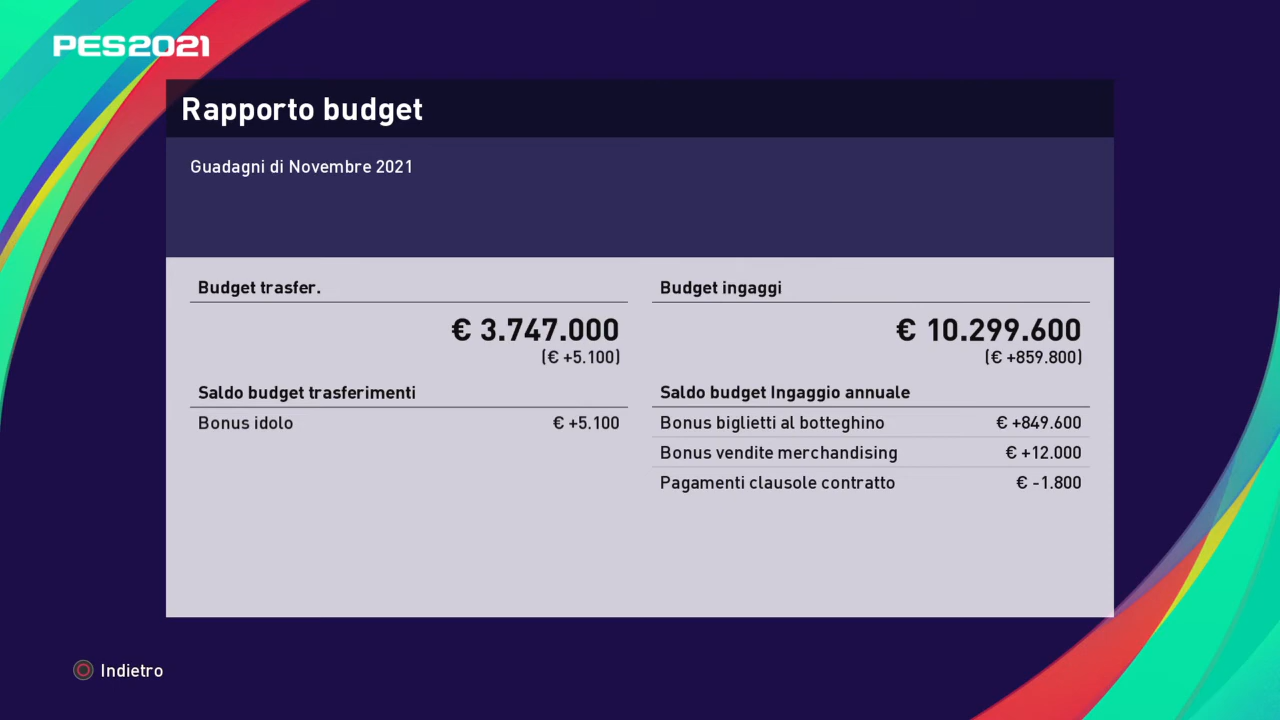 PES2021
Rapporto budget
Guadagni di Novembre 2021
Budget trasfer.
€ 3.747.000
(€ +5.100)
Saldo budget trasferimenti
Bonus idolo € +5.100
Budget ingaggi
€ 10.299.600
(€ +859.800)
Saldo budget Ingaggio annuale
Bonus biglietti al botteghino € +849.600
Bonus vendite merchandising € +12.000
Pagamenti clausole contratto € -1.800
Indietro